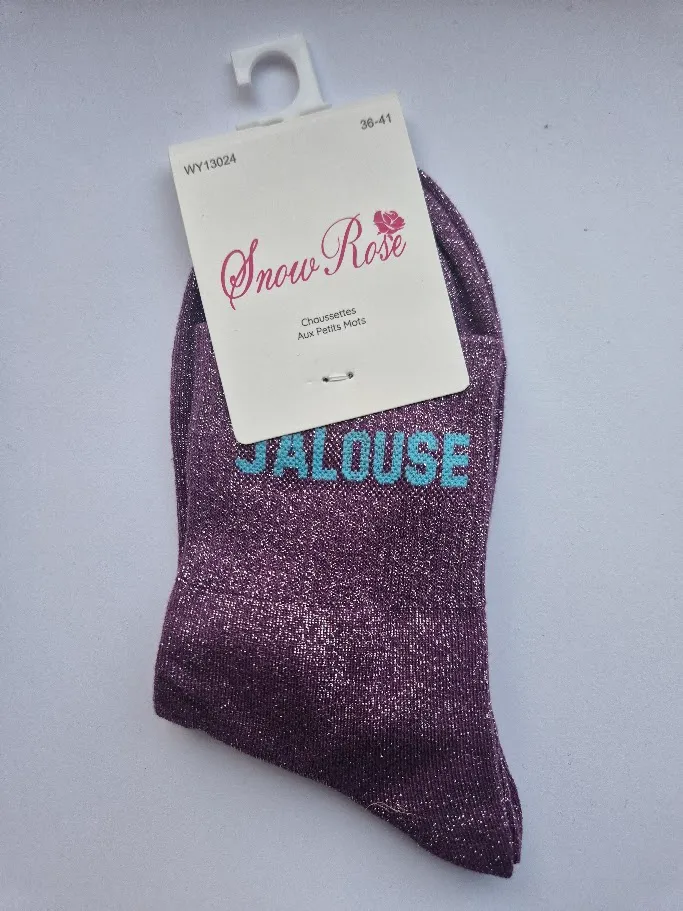 WY13024 36-41
Snow Rose
Chaussettes
Aux Petits Mots
JALOUSE